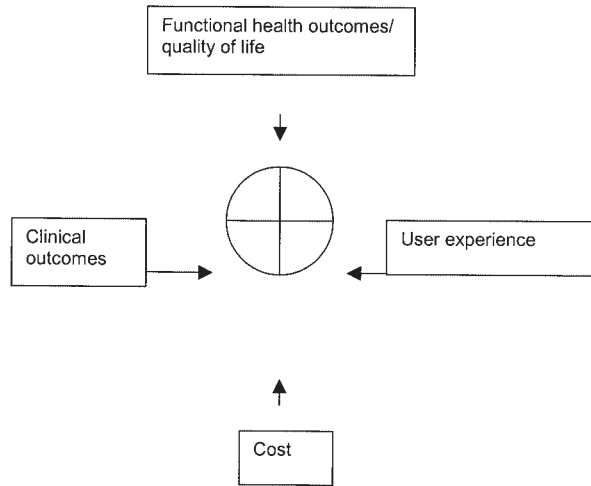 Functional health outcomes/
quality of life
Clinical
outcomes
User experience
Cost